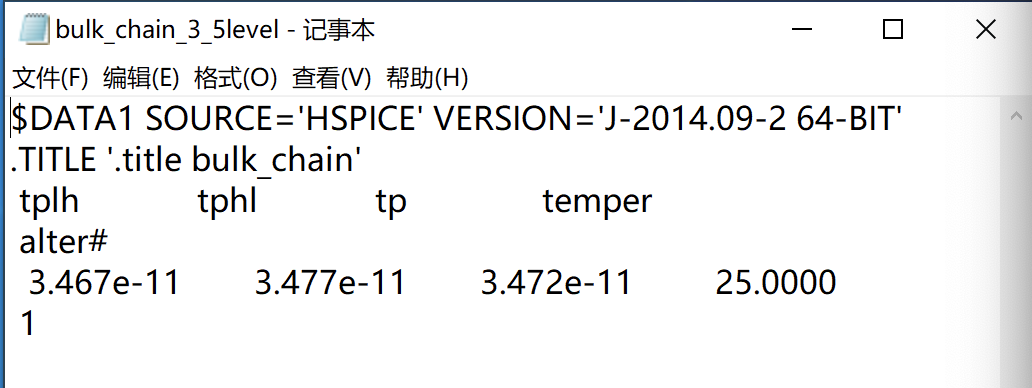 bulk_chain_3_5level - 记事本
文件(F) 编辑(E) 格式(O) 查看(V) 帮助(H)
$DATA1 SOURCE='HSPICE' VERSION='J-2014.09-2 64-BIT'
.TITLE '.title bulk_chain'
tplh tphl tp temper
alter#
3.467e-11 3.477e-11 3.472e-11 25.0000
1